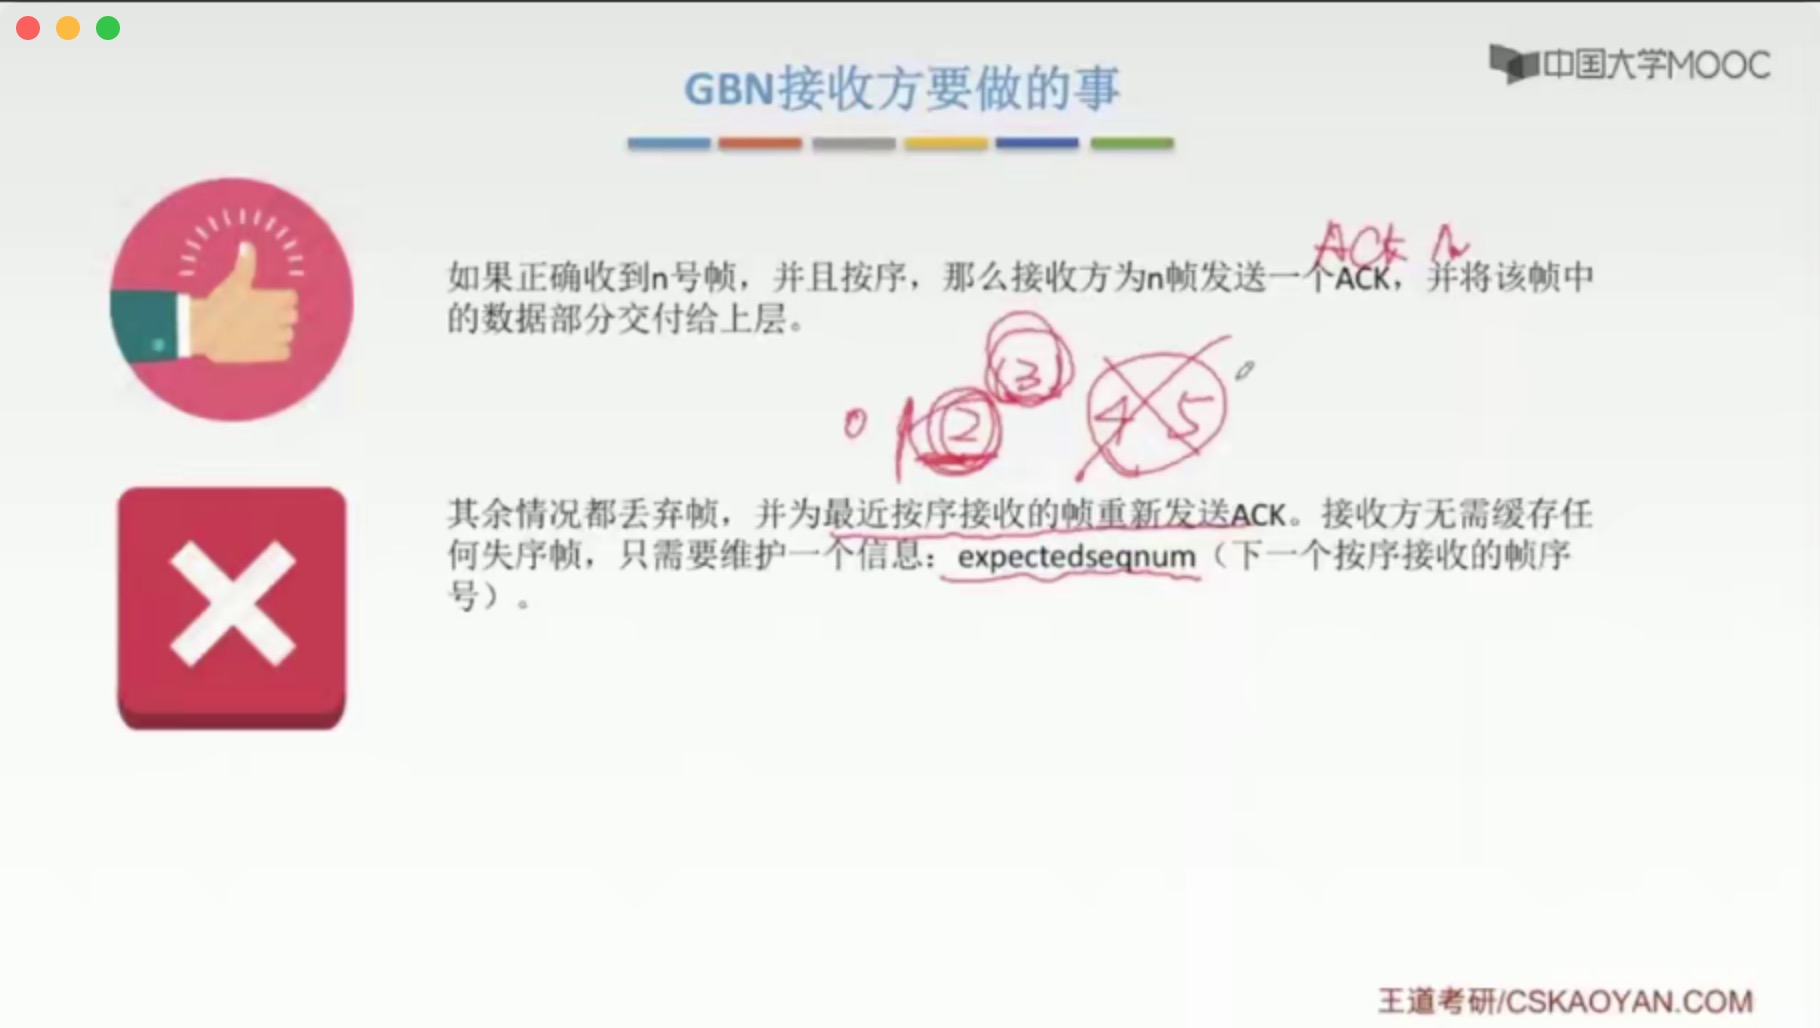 中国大学MOOC
GBN接收方要做的事
ACK n
如果正确收到n号帧，并且按序，那么接收方为n帧发送一个ACK，并将该帧中
的数据部分交付给上层。
0 1 2 3 4 5
其余情况都丢弃帧，并为最近按序接收的帧重新发送ACK。接收方无需缓存任
何失序帧，只需要维护一个信息：expectedseqnum（下一个按序接收的帧序
号）。
王道考研/CSKAOYAN.COM